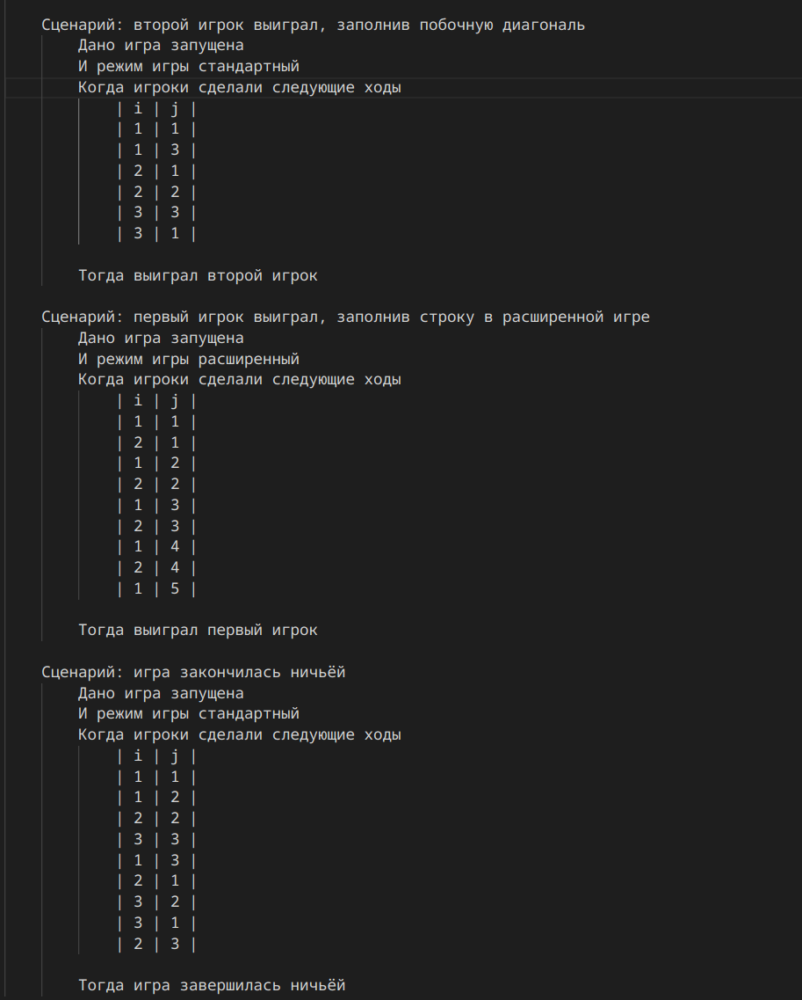 Сценарий: второй игрок выиграл, заполнив побочную диагональ
Дано игра запущена
И режим игры стандартный
Когда игроки сделали следующие ходы
| i | j |
| 1 | 1 |
| 1 | 3 |
| 2 | 1 |
| 2 | 2 |
| 3 | 3 |
| 3 | 1 |
Тогда выиграл второй игрок
Сценарий: первый игрок выиграл, заполнив строку в расширенной игре
Дано игра запущена
И режим игры расширенный
Когда игроки сделали следующие ходы
| i | j |
| 1 | 1 |
| 2 | 1 |
| 1 | 2 |
| 2 | 2 |
| 1 | 3 |
| 2 | 3 |
| 1 | 4 |
| 2 | 4 |
| 1 | 5 |
Тогда выиграл первый игрок
Сценарий: игра закончилась ничьёй
Дано игра запущена
И режим игры стандартный
Когда игроки сделали следующие ходы
| i | j |
| 1 | 1 |
| 1 | 2 |
| 2 | 2 |
| 3 | 3 |
| 1 | 3 |
| 2 | 1 |
| 3 | 2 |
| 3 | 1 |
| 2 | 3 |
Тогда игра завершилась ничьёй